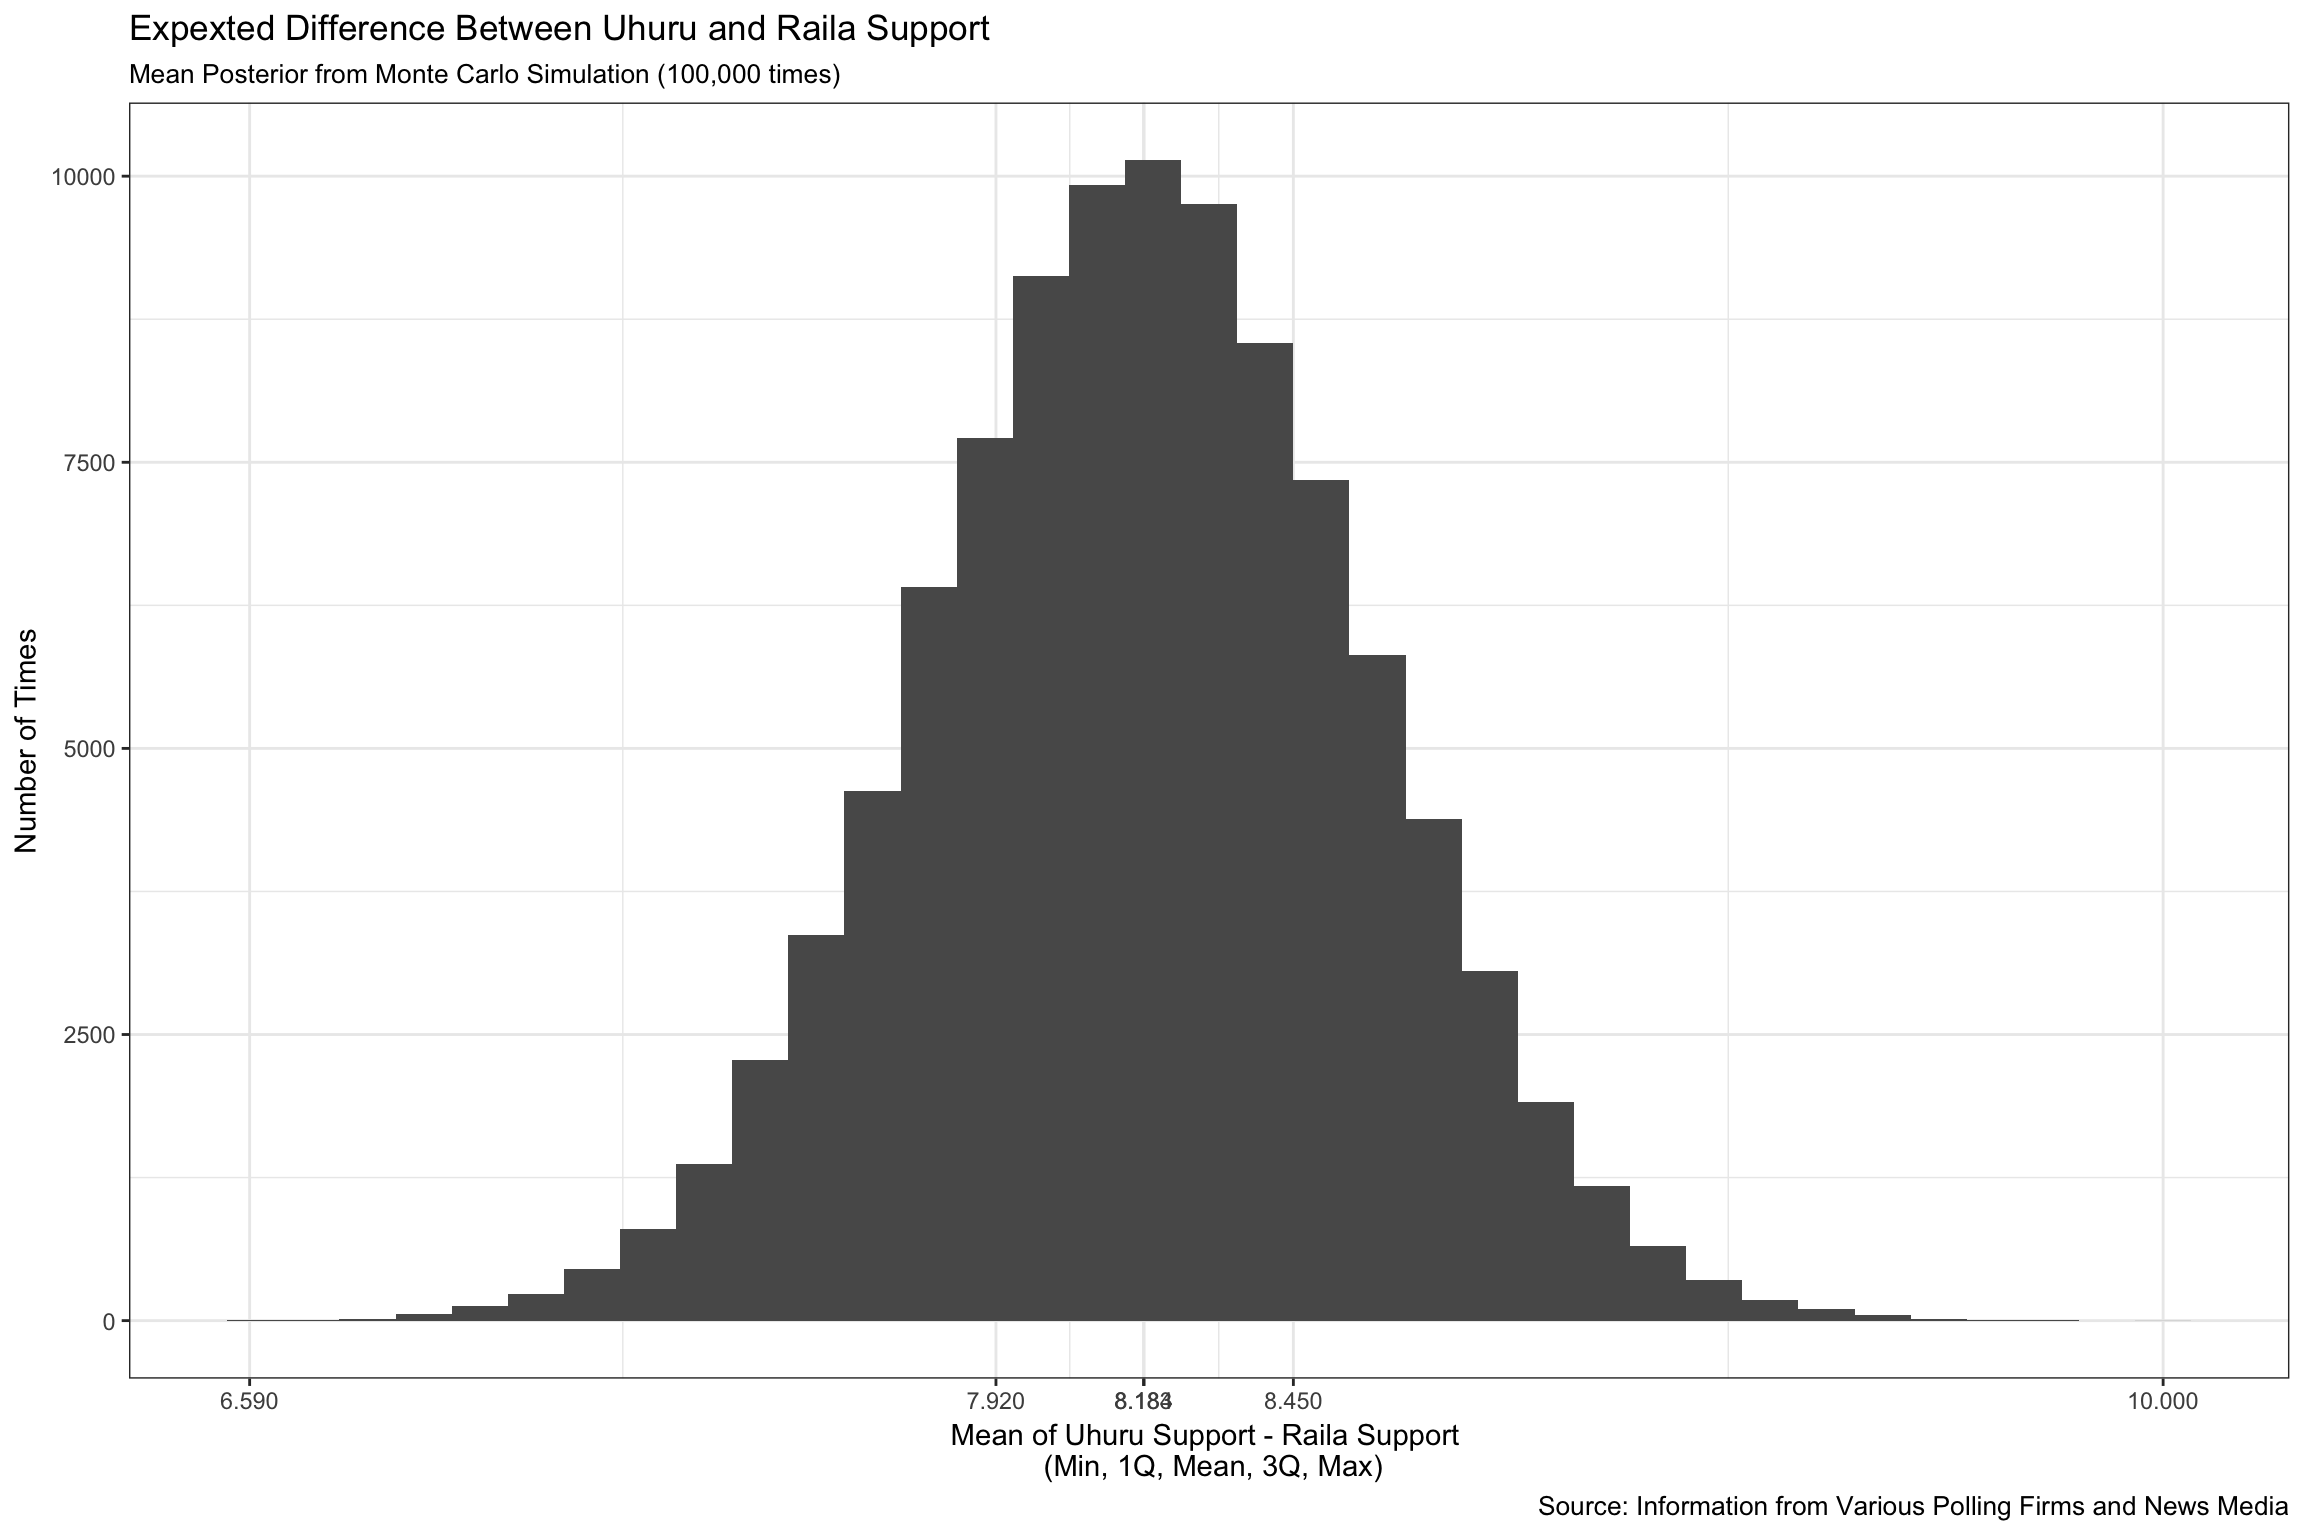 Expexted Difference Between Uhuru and Raila Support
Mean Posterior from Monte Carlo Simulation (100,000 times)
Number of Times
10000
7500
5000
2500
0
6.590 7.920 8.450 10.000
Mean of Uhuru Support - Raila Support
(Min, 1Q, Mean, 3Q, Max)
Source: Information from Various Polling Firms and News Media